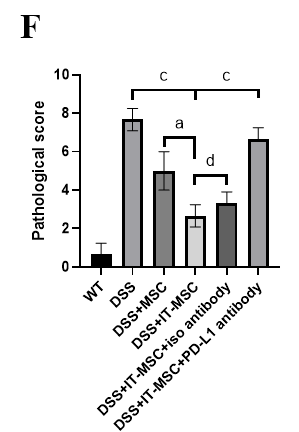 F
10
c c
8
a
6
d
4
2
0
Pathological score
WT
DSS
DSS+MSC
DSS+IT-MSC
DSS+IT-MSC+iso antibody
DSS+IT-MSC+PD-L1 antibody